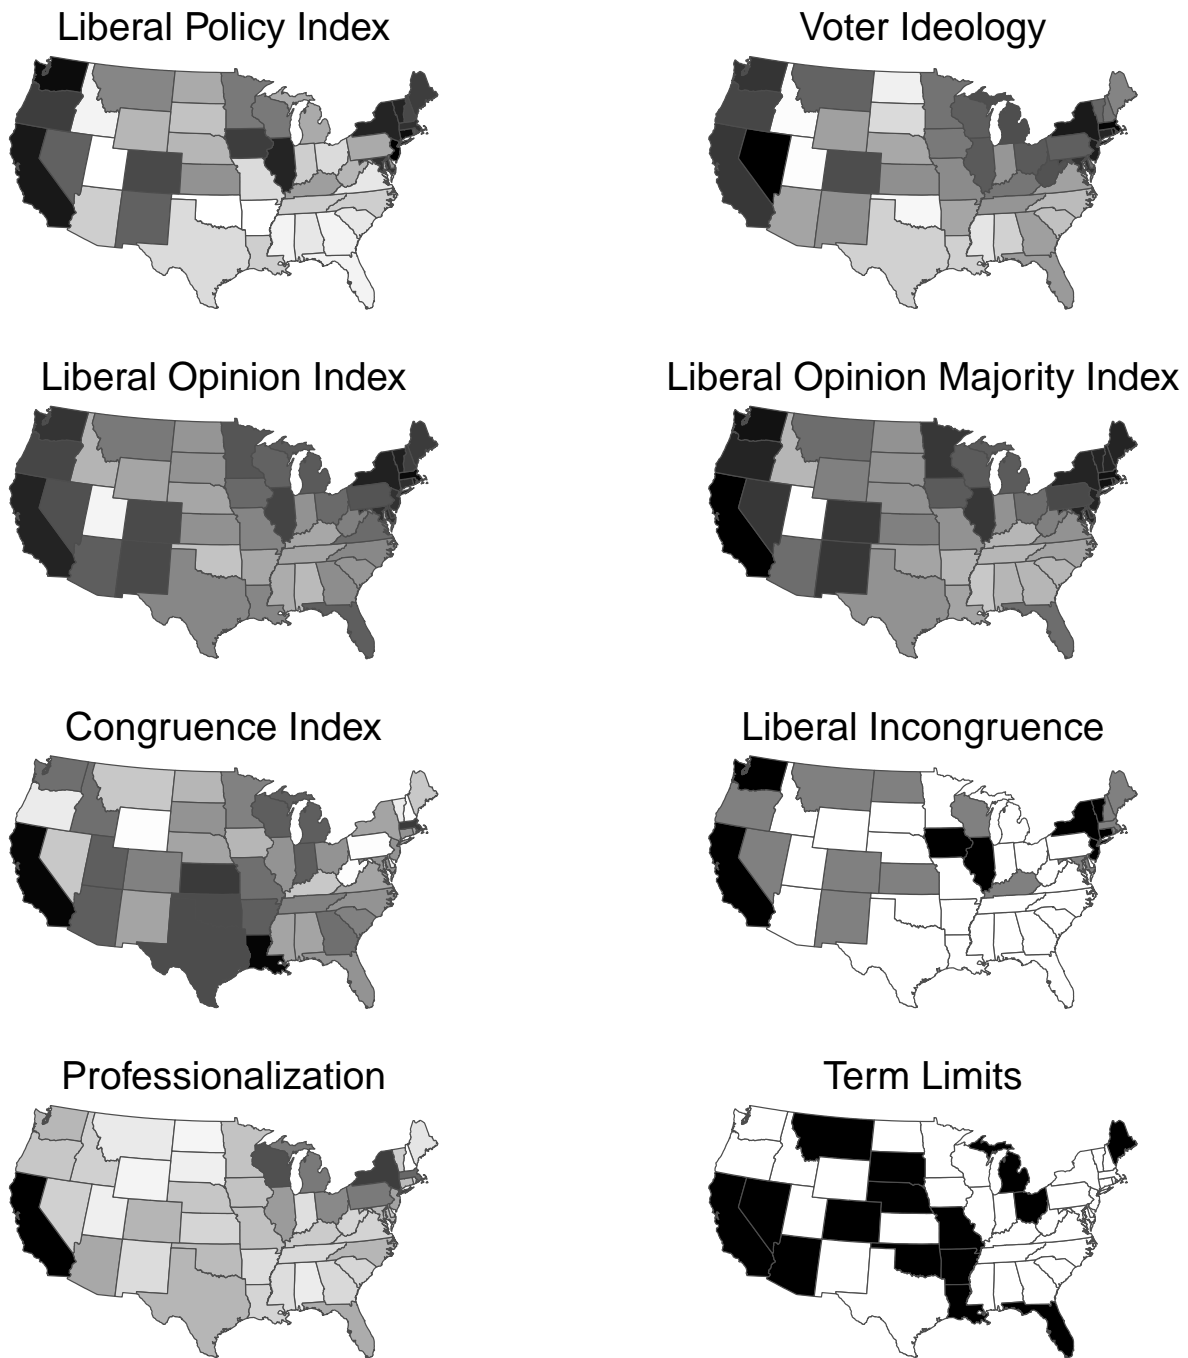 Liberal Policy Index
Voter Ideology
Liberal Opinion Index
Liberal Opinion Majority Index
Congruence Index
Liberal Incongruence
Professionalization
Term Limits